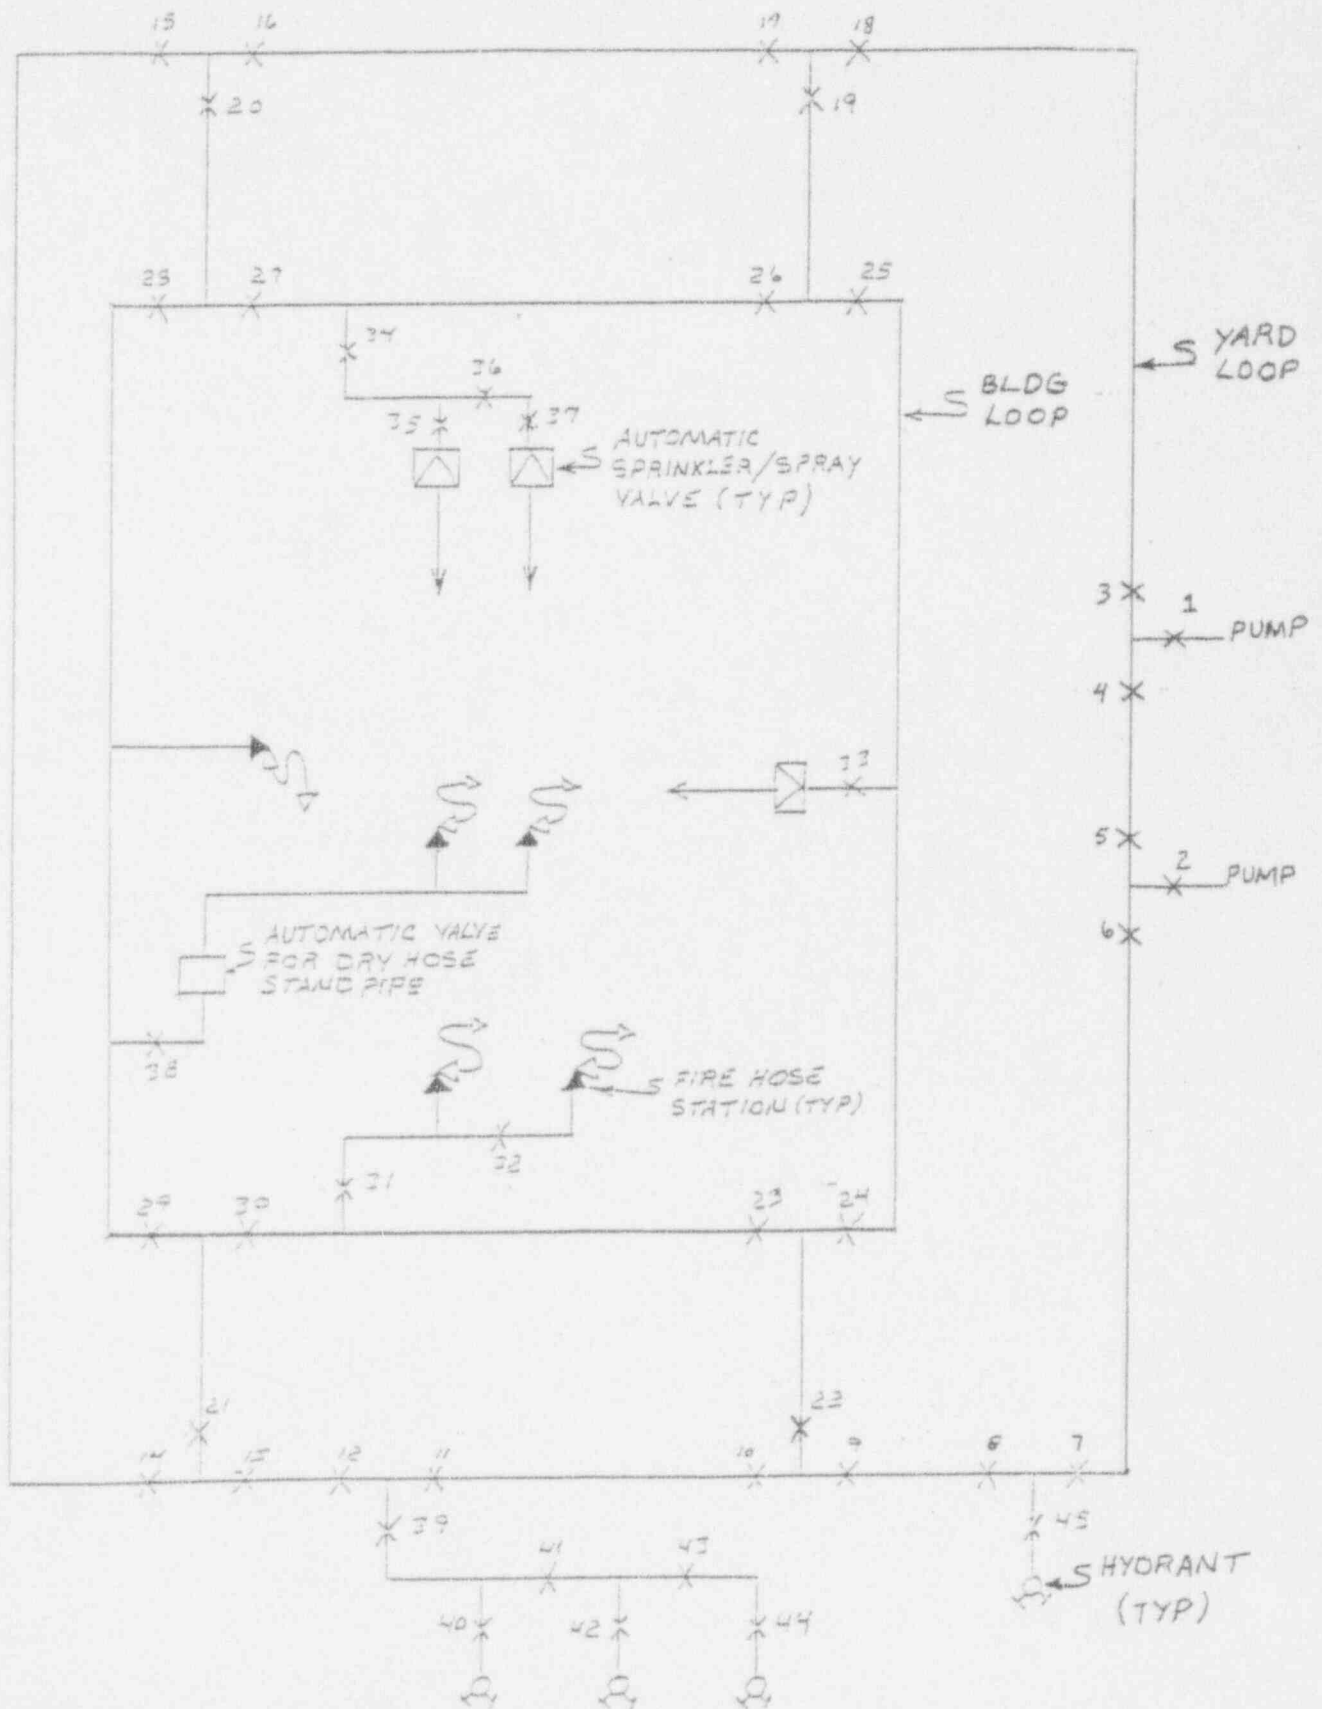 15 16 19 18
20 19
28 27 26 25
34
36
35 37
S YARD
LOOP
S BLDG
LOOP
AUTOMATIC
S SPRINKLER/SPRAY
VALVE (TYP)
3 1 PUMP
4
33
5 2 PUMP
6
S AUTOMATIC VALVE
FOR DRY HOSE
STANDPIPE
38
S FIRE HOSE
STATION (TYP)
32
31
29 30 23 24
21 22
14 13 12 11 10 9 8 7
39 45
41 43
S HYDRANT
(TYP)
40 42 44